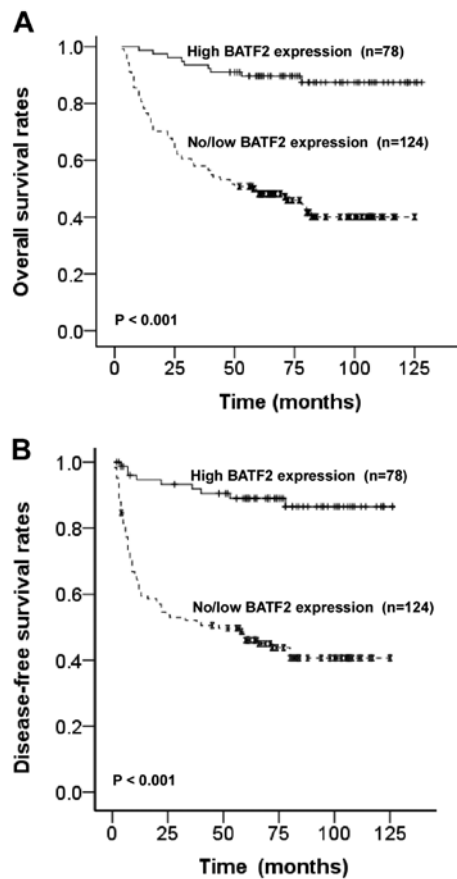 A
Overall survival rates
1.0
0.8
0.6
0.4
0.2
0.0
High BATF2 expression (n=78)
No/low BATF2 expression (n=124)
P < 0.001
0 25 50 75 100 125
Time (months)
B
Disease-free survival rates
1.0
0.8
0.6
0.4
0.2
0.0
High BATF2 expression (n=78)
No/low BATF2 expression (n=124)
P < 0.001
0 25 50 75 100 125
Time (months)